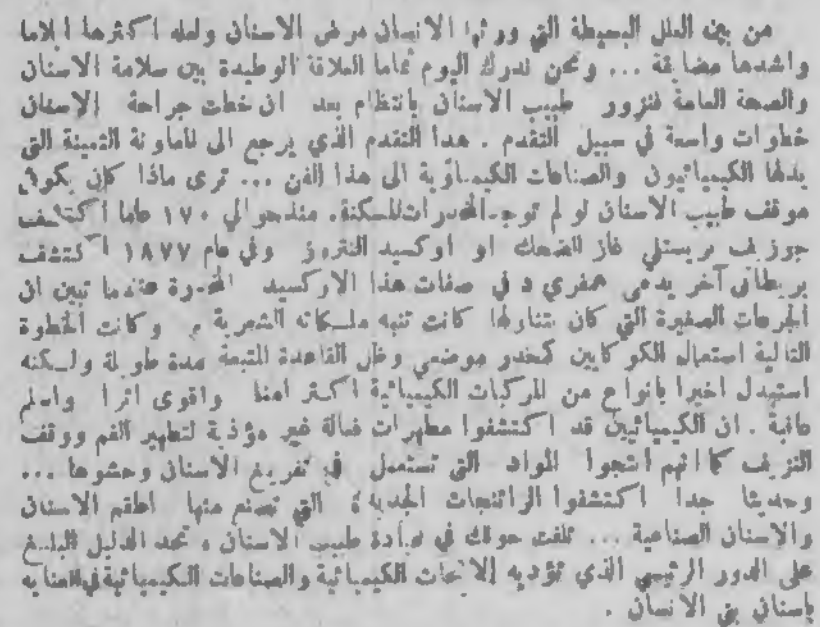 من بين العلل البسيطة التي ورثها الانسان مرض الاسنان ولعله اكثرها ايلاما
واشدها مضايقة ... ونحن ندرك اليوم تماما العلاقة الوطيدة بين سلامة الاسنان
والصحة العامة فنزور طبيب الاسنان بانتظام بعد ان خطت جراحة الاسنان
خطوات واسعة في سبيل التقدم . هذا التقدم الذي يرجع الى المعاونة الثمينة التي
بذلها الكيميائيون والصناعات الكيماوية الى هذا الفن ... ترى ماذا كان يكون
موقف طبيب الاسنان لو لم توجد المخدرات المسكنة. منذ حوالي ١٧٠ عاما اكتشف
جوزيف بريستلي غاز الضحك او اوكسيد النتروز وفي عام ١٨٧٧ اكتشف
بريطاني آخر يدعى همفري د في صفات هذا الاوكسيد المخدرة عندما تبين ان
الجرعات الصغيرة التي كان يتناولها كانت تنبه ملكاته الشعرية . وكانت الخطوة
التالية استعمال الكوكايين كمخدر موضعي وظل القاعدة المتبعة مدة طويلة ولكنه
استبدل اخيرا بانواع من المركبات الكيميائية اكثر امنا واقوى اثرا واسلم
عاقبة . ان الكيميائيين قد اكتشفوا مطهرات فعالة غير مؤذية لتطهير الفم ووقف
النزيف كما انهم انتجوا المواد التي تستعمل في تفريغ الاسنان وحشوها ...
وحديثا جدا اكتشفوا الراتنجات الجديدة التي تصنع منها اطقم الاسنان
والاسنان الصناعية ... تلفت حولك في عيادة طبيب الاسنان ، تجد الدليل البليغ
على الدور الرئيسي الذي تؤديه الابحاث الكيميائية والصناعات الكيميائية في العناية
باسنان بني الانسان .